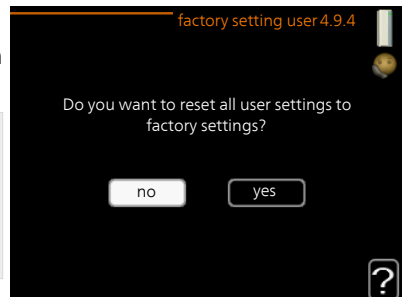 factory setting user 4.9.4
Do you want to reset all user settings to
factory settings?
no yes
?